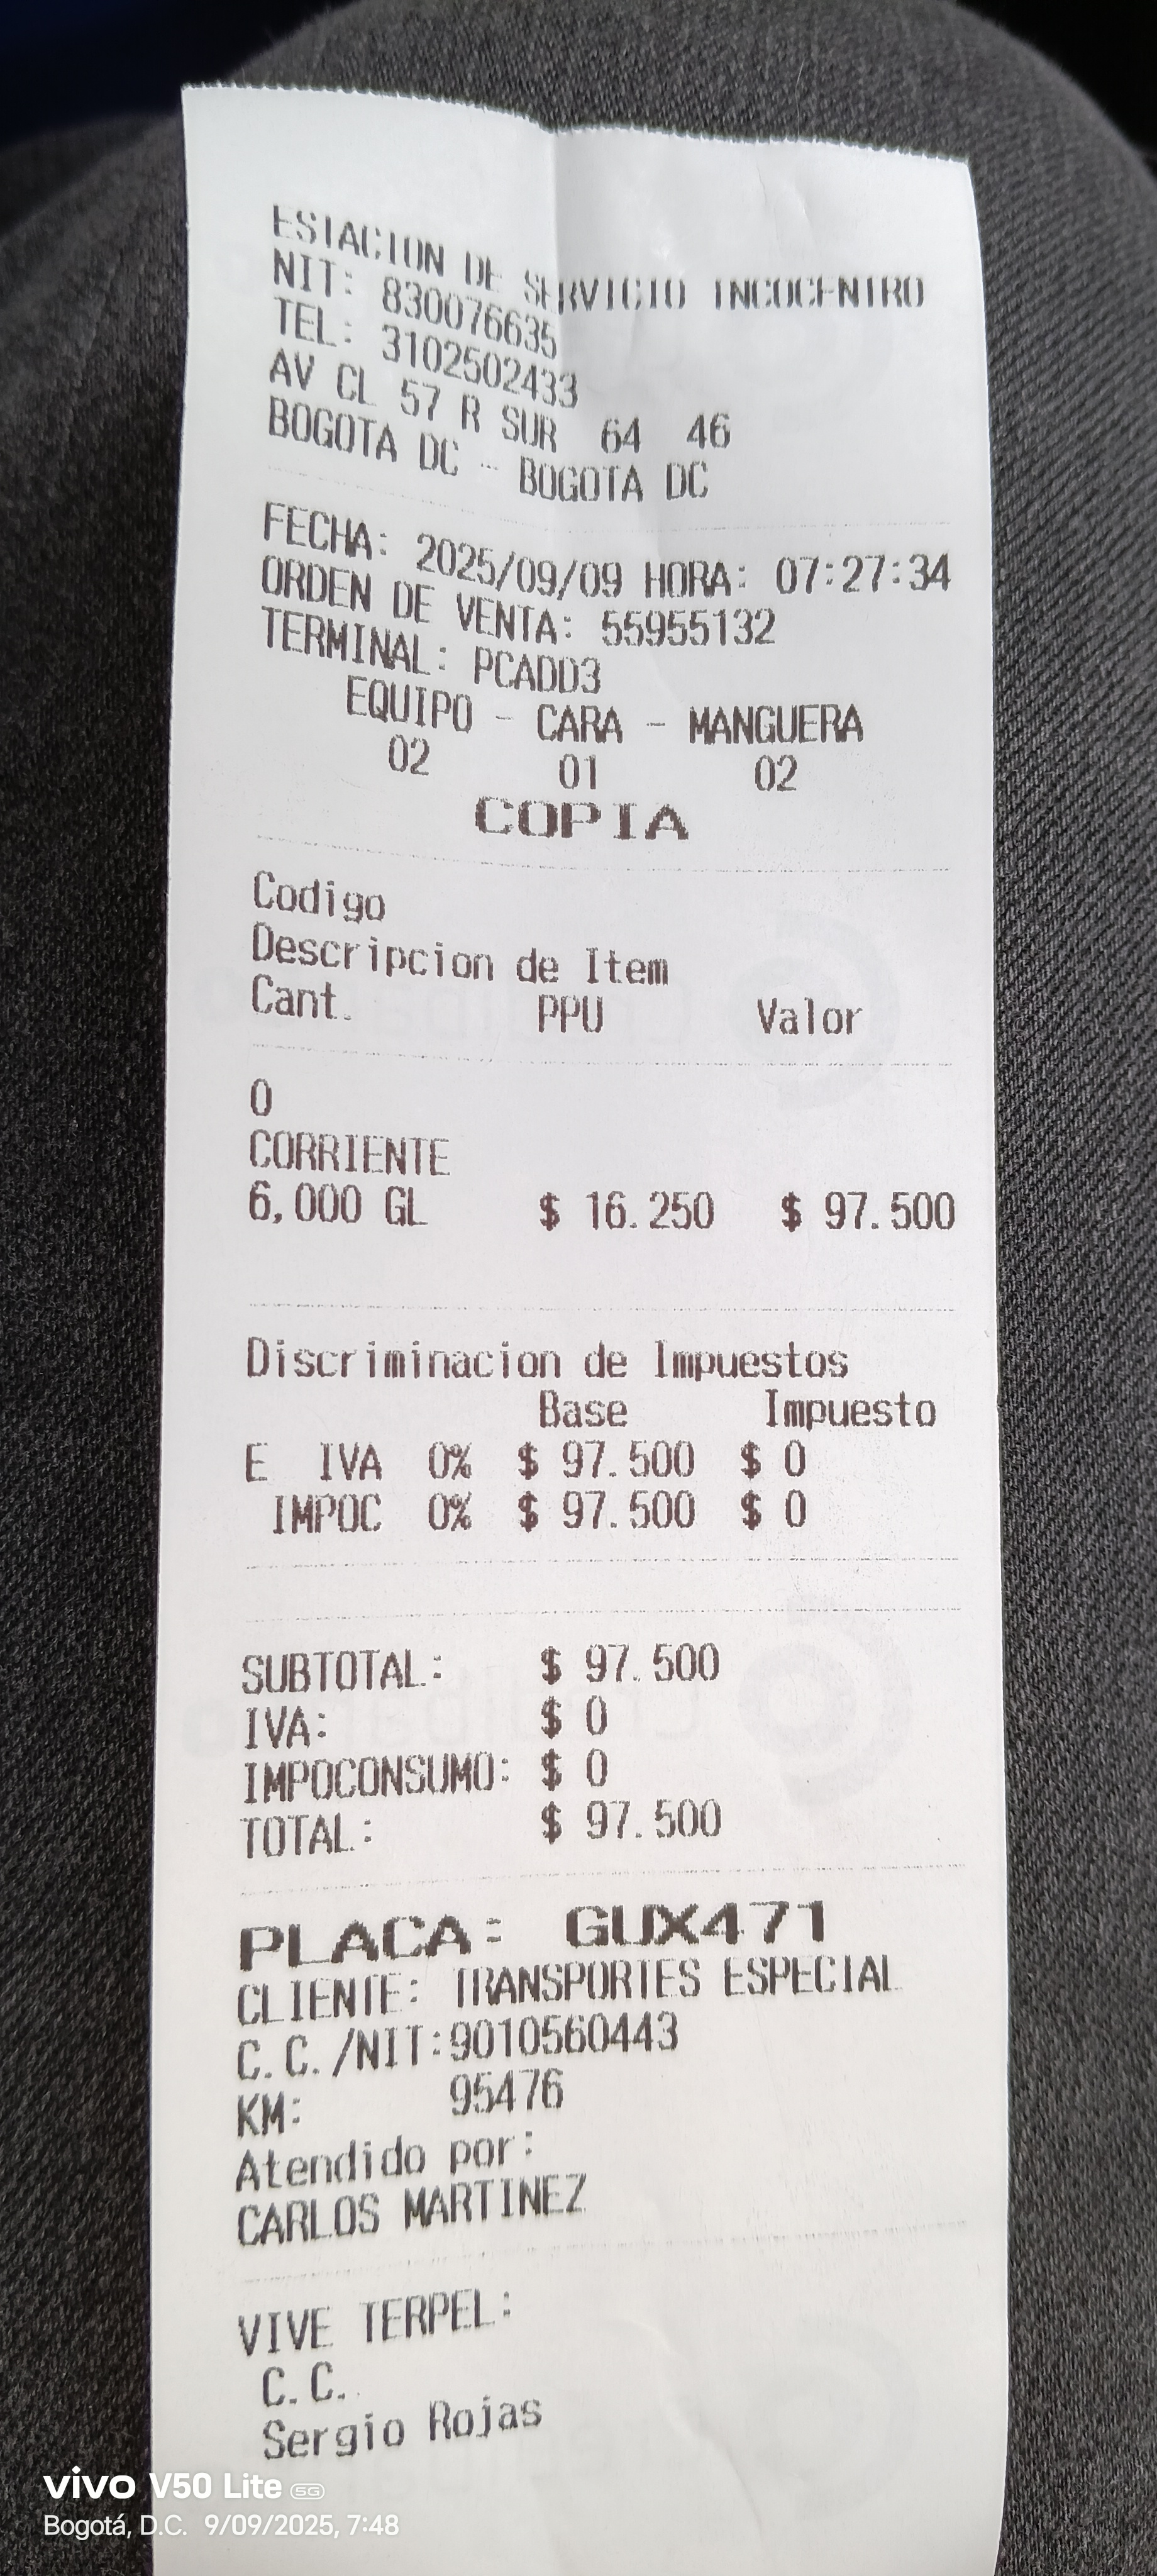 ESTACION DE SERVICIO INCOCENTRO
NIT: 830076635
TEL: 3102502433
AV CL 57 R SUR 64 46
BOGOTA DC - BOGOTA DC
FECHA: 2025/09/09 HORA: 07:27:34
ORDEN DE VENTA: 55955132
TERMINAL: PCADD3
EQUIPO - CARA - MANGUERA
02 01 02
COPIA
Codigo
Descripcion de Item
Cant. PPU Valor
0
CORRIENTE
6,000 GL $ 16.250 $ 97.500
Discriminacion de Impuestos
Base Impuesto
E IVA 0% $ 97.500 $ 0
IMPOC 0% $ 97.500 $ 0
SUBTOTAL: $ 97.500
IVA: $ 0
IMPOCONSUMO: $ 0
TOTAL: $ 97.500
PLACA: GUX471
CLIENTE: TRANSPORTES ESPECIAL
C.C./NIT:9010560443
KM: 95476
Atendido por:
CARLOS MARTINEZ
VIVE TERPEL:
C.C.
Sergio Rojas
vivo V50 Lite 5G
Bogotá, D.C. 9/09/2025, 7:48